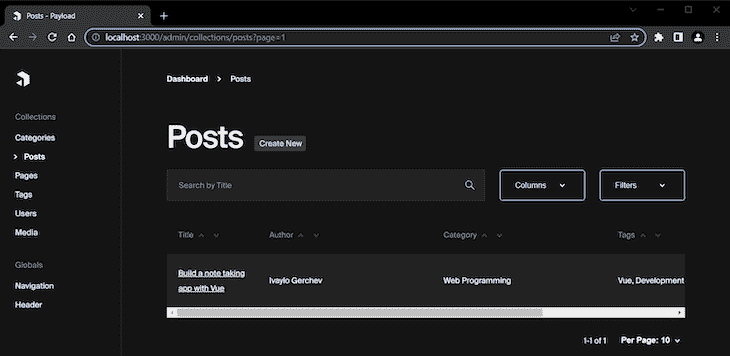 Posts - Payload
localhost:3000/admin/collections/posts?page=1
Dashboard > Posts
Collections
Categories
> Posts
Pages
Tags
Users
Media
Globals
Navigation
Header
Posts Create New
Search by Title
Columns
Filters
Title Author Category Tags
Build a note taking
app with Vue
Ivaylo Gerchev Web Programming Vue, Development
1-1 of 1 Per Page: 10